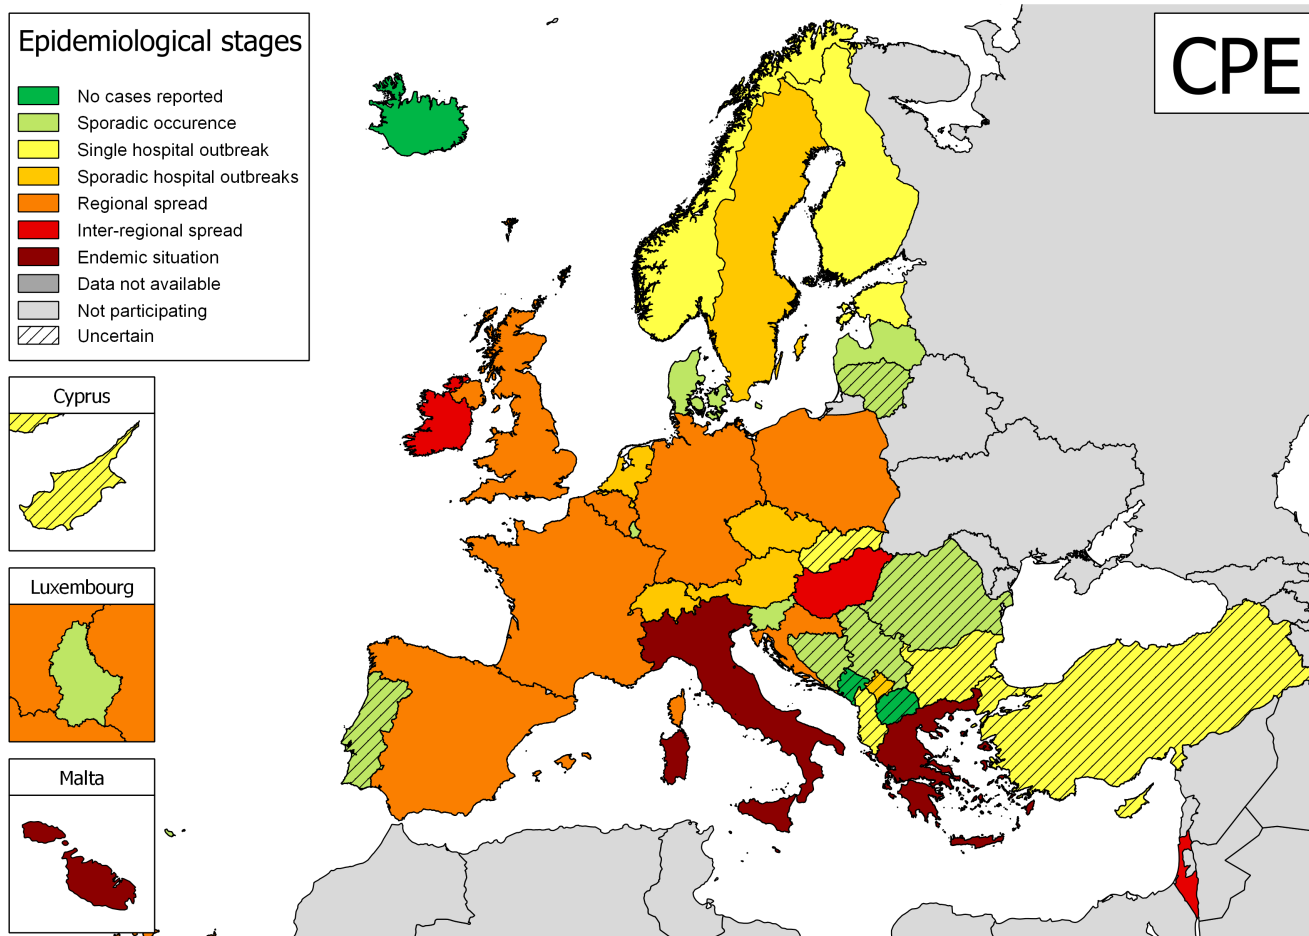 Epidemiological stages
No cases reported
Sporadic occurence
Single hospital outbreak
Sporadic hospital outbreaks
Regional spread
Inter-regional spread
Endemic situation
Data not available
Not participating
Uncertain
CPE
Cyprus
Luxembourg
Malta